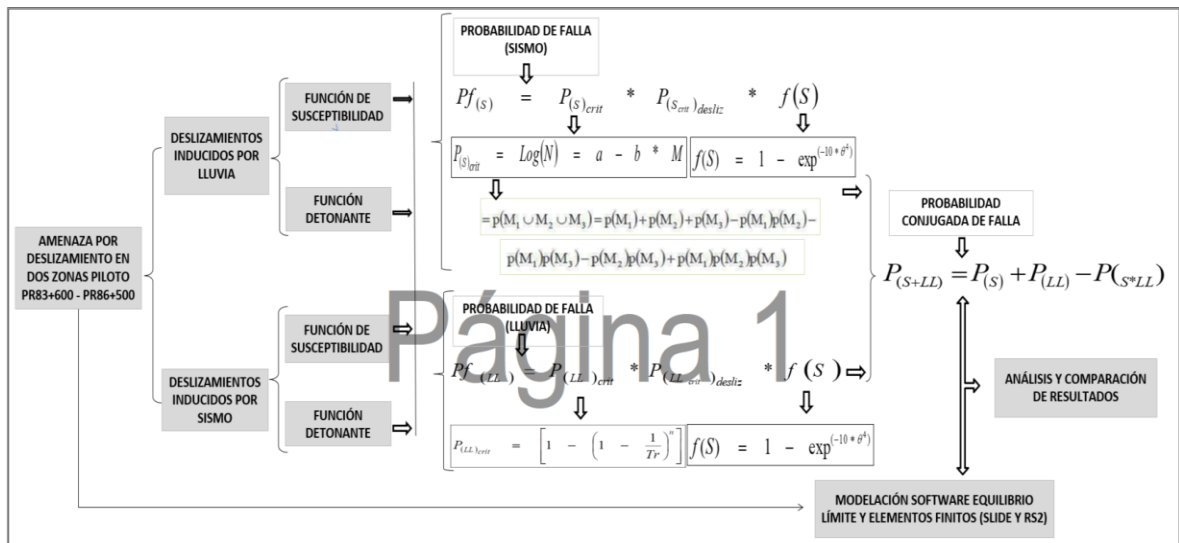 AMENAZA POR
DESLIZAMIENTO EN
DOS ZONAS PILOTO
PR83+600 - PR86+500
DESLIZAMIENTOS
INDUCIDOS POR
LLUVIA
FUNCIÓN DE
SUSCEPTIBILIDAD
FUNCIÓN
DETONANTE
DESLIZAMIENTOS
INDUCIDOS POR
SISMO
FUNCIÓN DE
SUSCEPTIBILIDAD
FUNCIÓN
DETONANTE
PROBABILIDAD DE FALLA
(SISMO)
Pf(S) = P(S)crit * P(Scrit)desliz * f(S)
P(S)crit = Log(N) = a - b * M
f(S) = 1 - exp^(-10*θ^4)
=p(M₁∪M₂∪M₃)=p(M₁)+p(M₂)+p(M₃)-p(M₁)p(M₂)-
p(M₁)p(M₃)-p(M₂)p(M₃)+p(M₁)p(M₂)p(M₃)
PROBABILIDAD DE FALLA
(LLUVIA)
Pf(LL) = P(LL)crit * P(LLcrit)desliz * f(S)
P(LL)crit = [1 - (1 - 1/Tr)^n]
f(S) = 1 - exp^(-10*θ^4)
Página 1
PROBABILIDAD
CONJUGADA DE FALLA
P(S+LL) = P(S) + P(LL) - P(S*LL)
ANÁLISIS Y COMPARACIÓN
DE RESULTADOS
MODELACIÓN SOFTWARE EQUILIBRIO
LÍMITE Y ELEMENTOS FINITOS (SLIDE Y RS2)